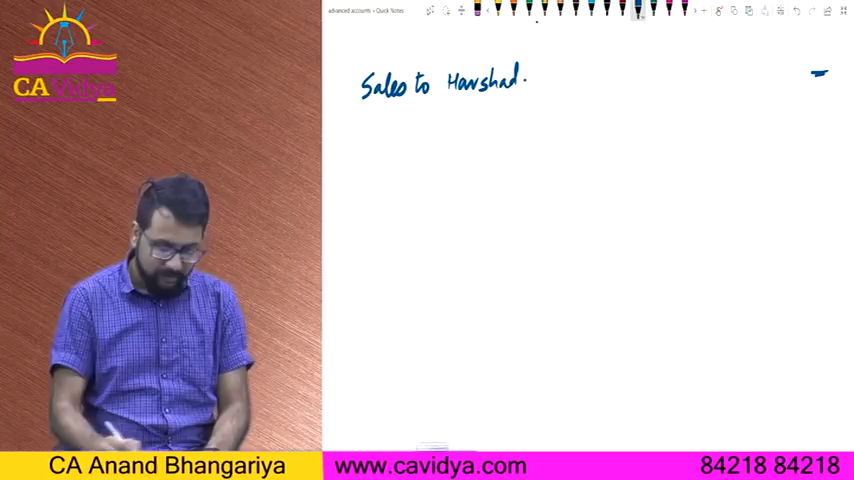 advanced accounts - Quick Notes
Sales to Harshad.
CA Vidya
CA Anand Bhangariya
www.cavidya.com
84218 84218